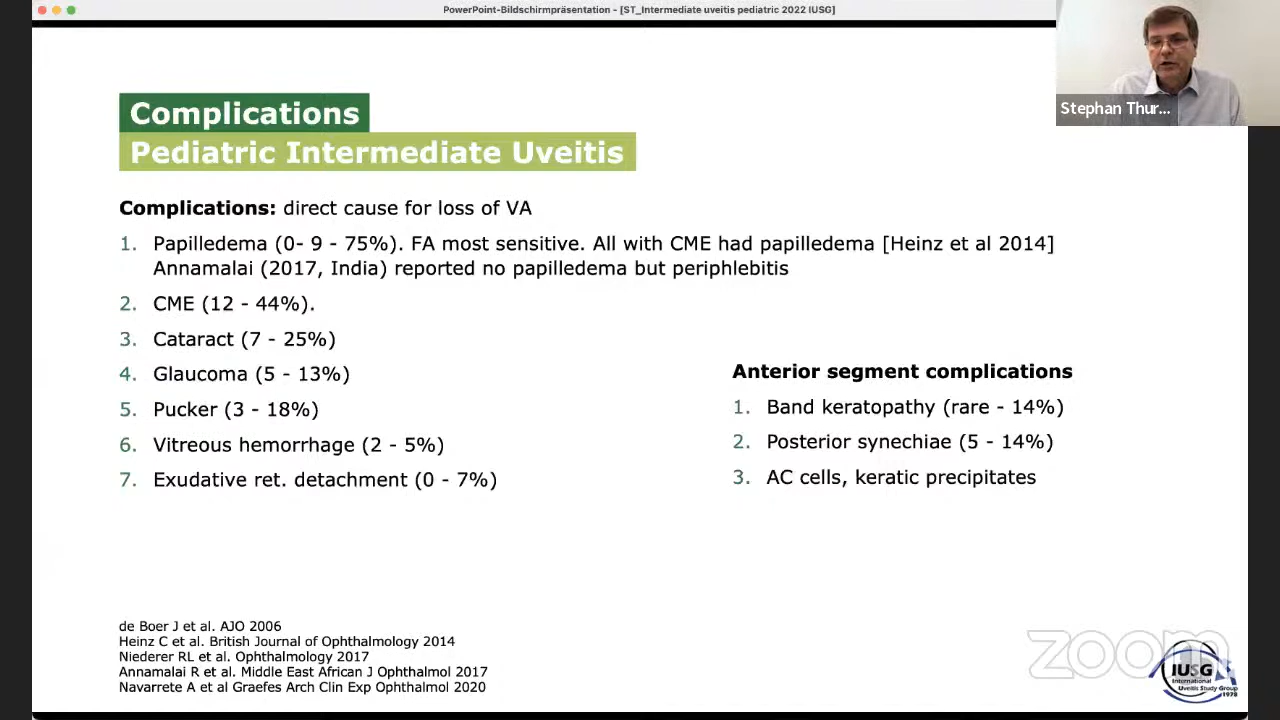 PowerPoint-Bildschirmpräsentation - [ST_Intermediate uveitis pediatric 2022 IUSG]
Stephan Thur...
Complications
Pediatric Intermediate Uveitis
Complications: direct cause for loss of VA
1. Papilledema (0- 9 - 75%). FA most sensitive. All with CME had papilledema [Heinz et al 2014]
Annamalai (2017, India) reported no papilledema but periphlebitis
2. CME (12 - 44%).
3. Cataract (7 - 25%)
4. Glaucoma (5 - 13%)
5. Pucker (3 - 18%)
6. Vitreous hemorrhage (2 - 5%)
7. Exudative ret. detachment (0 - 7%)
Anterior segment complications
1. Band keratopathy (rare - 14%)
2. Posterior synechiae (5 - 14%)
3. AC cells, keratic precipitates
de Boer J et al. AJO 2006
Heinz C et al. British Journal of Ophthalmology 2014
Niederer RL et al. Ophthalmology 2017
Annamalai R et al. Middle East African J Ophthalmol 2017
Navarrete A et al Graefes Arch Clin Exp Ophthalmol 2020
zoom
IUSG
International
Uveitis Study Group
1978